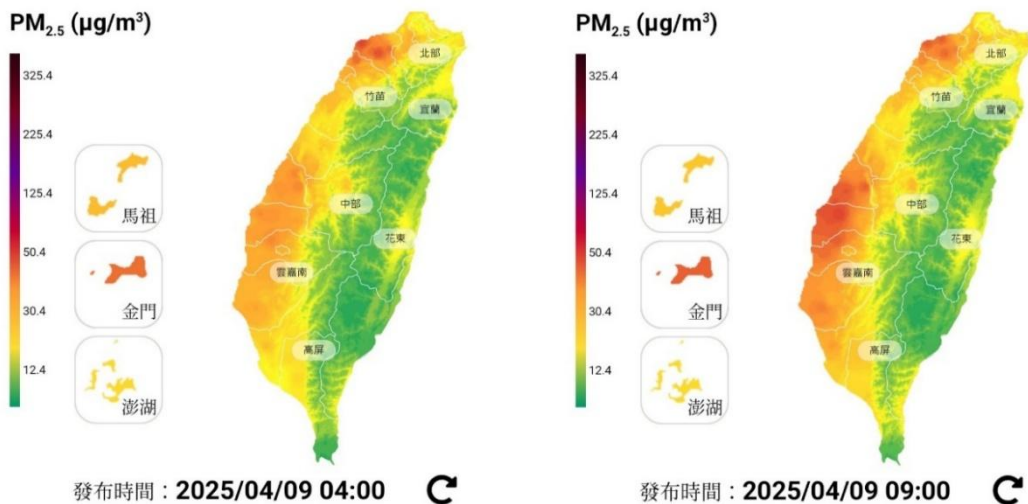 PM2.5 (μg/m³)
325.4
225.4
125.4
50.4
30.4
12.4
北部
竹苗
宜蘭
中部
花東
雲嘉南
高屏
馬祖
金門
澎湖
發布時間：2025/04/09 04:00
PM2.5 (μg/m³)
325.4
225.4
125.4
50.4
30.4
12.4
北部
竹苗
宜蘭
中部
花東
雲嘉南
高屏
馬祖
金門
澎湖
發布時間：2025/04/09 09:00